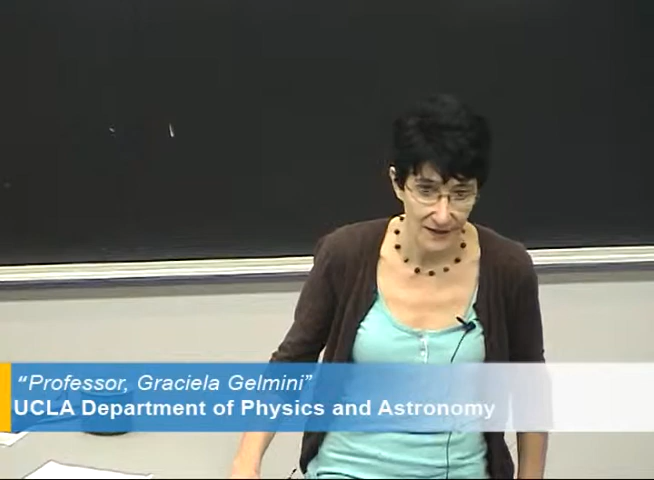 “Professor, Graciela Gelmini”
UCLA Department of Physics and Astronomy